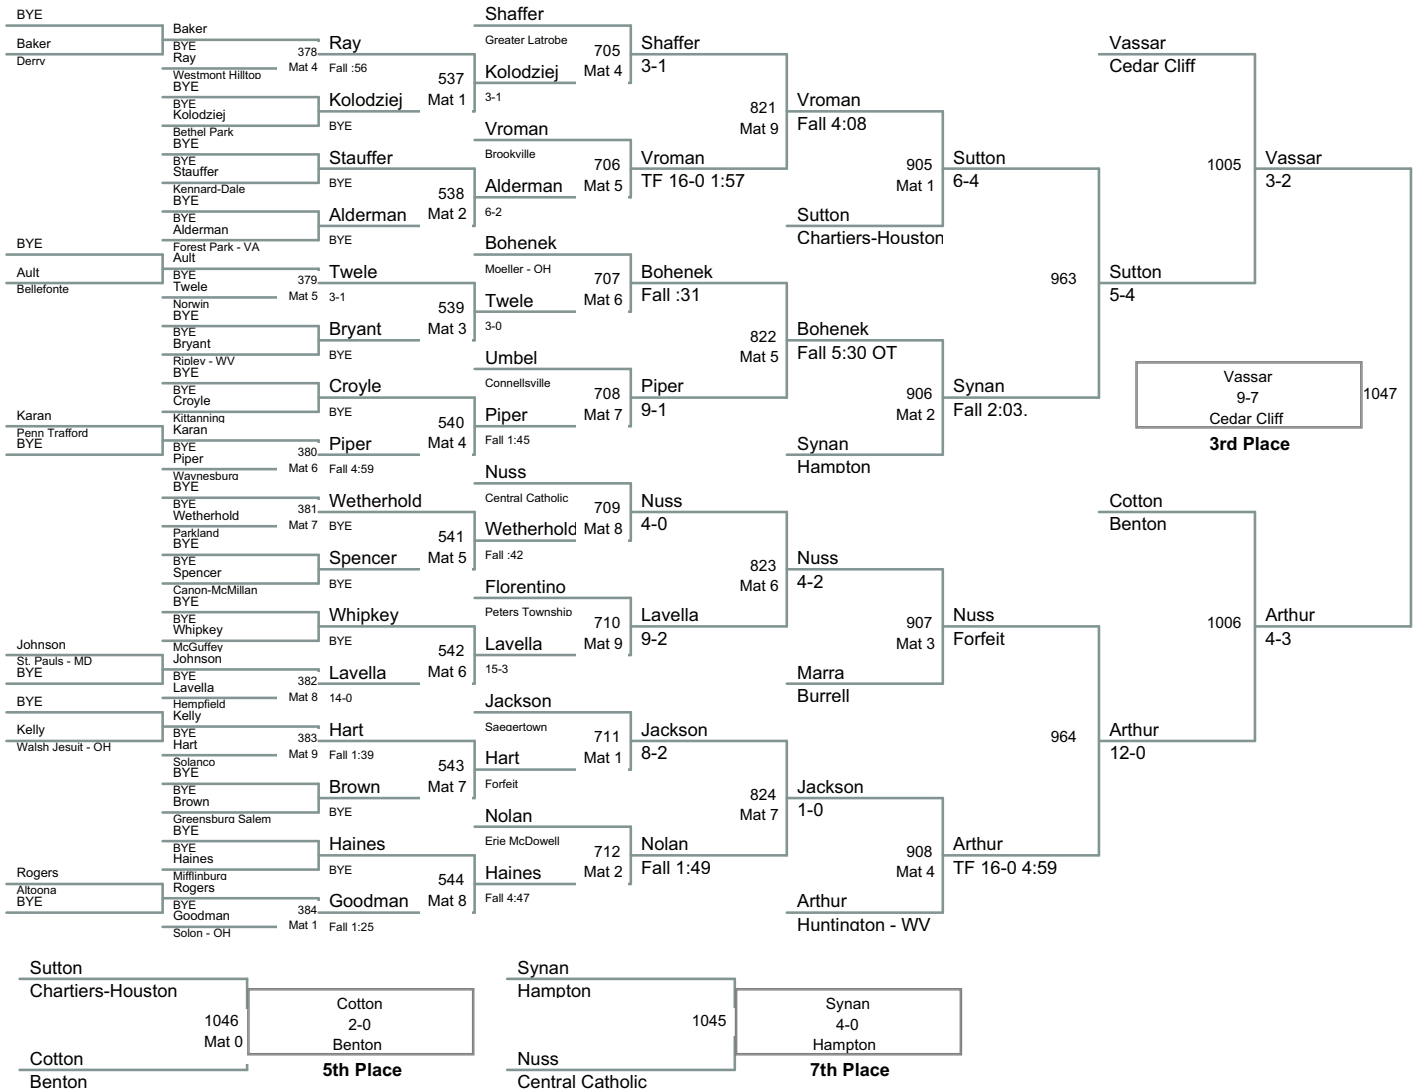 BYE
Baker
Derry
BYE
Ault
Bellefonte
Karan
Penn Trafford
BYE
Johnson
St. Pauls - MD
BYE
BYE
Kelly
Walsh Jesuit - OH
Rogers
Altoona
BYE
Baker
BYE
Ray
Westmont Hilltop
BYE
BYE
Kolodziej
Bethel Park
BYE
BYE
Stauffer
Kennard-Dale
BYE
BYE
Alderman
Forest Park - VA
Ault
BYE
Twele
Norwin
BYE
BYE
Bryant
Ripley - WV
BYE
BYE
Croyle
Kittanning
Karan
BYE
Piper
Waynesburg
BYE
BYE
Wetherhold
Parkland
BYE
BYE
Spencer
Canon-McMillan
BYE
BYE
Whipkey
McGuffey
Johnson
BYE
Lavella
Hempfield
Kelly
BYE
Hart
Solanco
BYE
BYE
Brown
Greensburg Salem
BYE
BYE
Haines
Mifflinburg
Rogers
BYE
Goodman
Solon - OH
378
Mat 4
379
Mat 5
380
Mat 6
381
Mat 7
382
Mat 8
383
Mat 9
384
Mat 1
Ray
Fall :56
Kolodziej
BYE
Stauffer
BYE
Alderman
BYE
Twele
3-1
Bryant
BYE
Croyle
BYE
Piper
Fall 4:59
Wetherhold
BYE
Spencer
BYE
Whipkey
BYE
Lavella
14-0
Hart
Fall 1:39
Brown
BYE
Haines
BYE
Goodman
Fall 1:25
537
Mat 1
538
Mat 2
539
Mat 3
540
Mat 4
541
Mat 5
542
Mat 6
543
Mat 7
544
Mat 8
Shaffer
Greater Latrobe
Kolodziej
3-1
Vroman
Brookville
Alderman
6-2
Bohenek
Moeller - OH
Twele
3-0
Umbel
Connellsville
Piper
Fall 1:45
Nuss
Central Catholic
Wetherhold
Fall :42
Florentino
Peters Township
Lavella
15-3
Jackson
Saegertown
Hart
Forfeit
Nolan
Erie McDowell
Haines
Fall 4:47
705
Mat 4
706
Mat 5
707
Mat 6
708
Mat 7
709
Mat 8
710
Mat 9
711
Mat 1
712
Mat 2
Shaffer
3-1
Vroman
TF 16-0 1:57
Bohenek
Fall :31
Piper
9-1
Nuss
4-0
Lavella
9-2
Jackson
8-2
Nolan
Fall 1:49
821
Mat 9
822
Mat 5
823
Mat 6
824
Mat 7
Vroman
Fall 4:08
Sutton
Chartiers-Houston
Bohenek
Fall 5:30 OT
Synan
Hampton
Nuss
4-2
Marra
Burrell
Jackson
1-0
Arthur
Huntington - WV
905
Mat 1
906
Mat 2
907
Mat 3
908
Mat 4
Sutton
6-4
Synan
Fall 2:03.
Nuss
Forfeit
Arthur
TF 16-0 4:59
963
964
Vassar
Cedar Cliff
Sutton
5-4
Cotton
Benton
Arthur
12-0
1005
1006
Vassar
3-2
Arthur
4-3
Vassar
9-7
Cedar Cliff
1047
3rd Place
Sutton
Chartiers-Houston
1046
Mat 0
Cotton
Benton
Cotton
2-0
Benton
5th Place
Synan
Hampton
1045
Nuss
Central Catholic
Synan
4-0
Hampton
7th Place